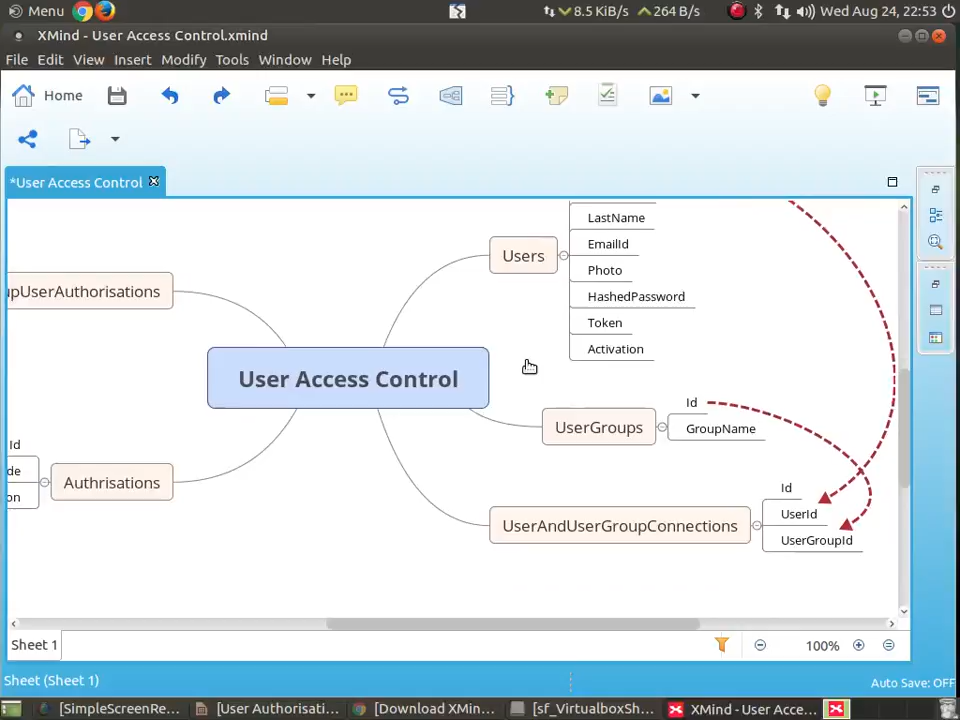 Menu 8.5 KiB/s 264 B/s Wed Aug 24, 22:53
XMind - User Access Control.xmind
File Edit View Insert Modify Tools Window Help
Home
*User Access Control
LastName
Users
EmailId
Photo
upUserAuthorisations
HashedPassword
Token
Activation
User Access Control
Id
UserGroups
GroupName
Id
de
Authrisations
on
Id
UserId
UserAndUserGroupConnections
UserGroupId
Sheet 1
100%
Sheet (Sheet 1)
Auto Save: OFF
[SimpleScreenRe... [User Authorisati... [Download XMin... [sf_VirtualboxSh... XMind - User Acce...